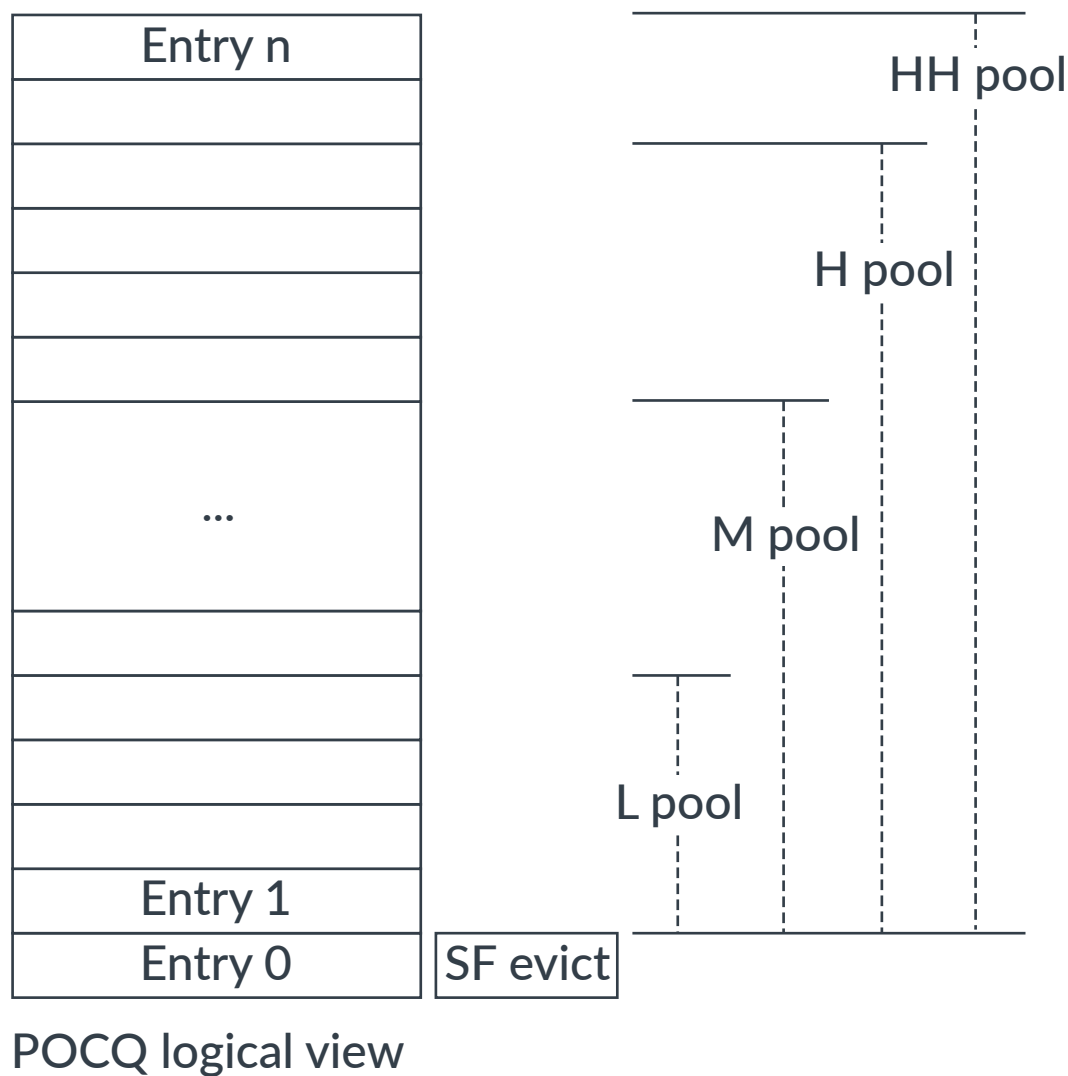 Entry n
HH pool
H pool
...
M pool
L pool
Entry 1
Entry 0
SF evict
POCQ logical view